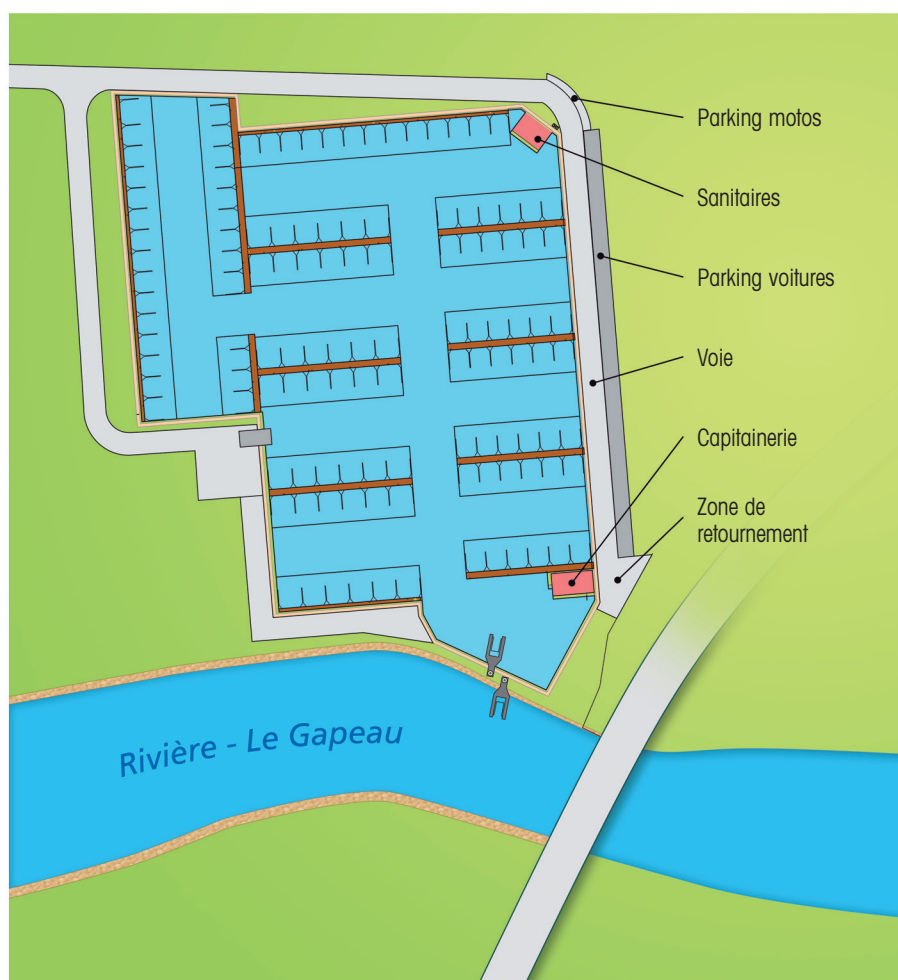 Parking motos
Sanitaires
Parking voitures
Voie
Capitainerie
Zone de
retournement
Rivière - Le Gapeau